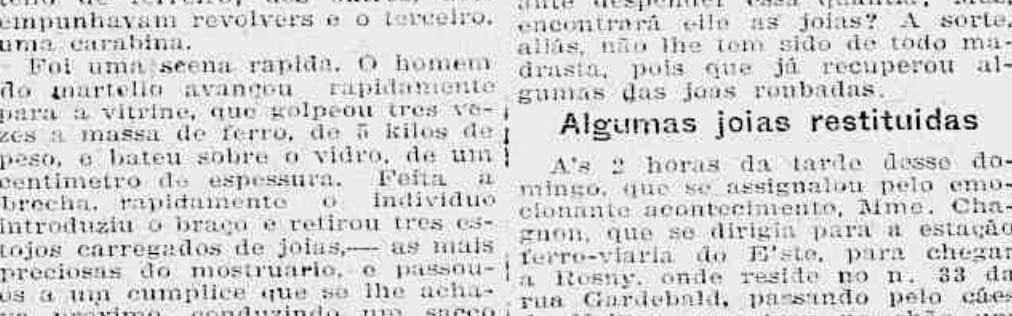 empunhavam revolvers e o terceiro,
uma carabina.
Foi uma scena rapida. O homem
do martello avançou rapidamente
para a vitrine, que golpeou tres ve-
zes a massa de ferro, de 5 kilos de
peso, e bateu sobre o vidro, de um
centimetro de espessura. Feita a
brecha, rapidamente o individuo
introduziu o braço e retirou tres es-
tojos carregados de joias,— as mais
preciosas do mostruario, e passou-
os a um cumplice que se lhe acha-
proximo, conduzindo um sacco
encontrará elle as joias? A sorte,
aliás, não lhe tem sido de todo ma-
drasta, pois que já recuperou al-
gumas das joas roubadas.
Algumas joias restituidas
A's 2 horas da tarde desse do-
mingo, que se assignalou pelo emo-
cionante acontecimento, Mme. Cha-
gnon, que se dirigia para a estação
ferro-viaria do E'ste, para chegar
a Rosny, onde reside no n. 33 da
rua Gardebald, passando pelo cáes